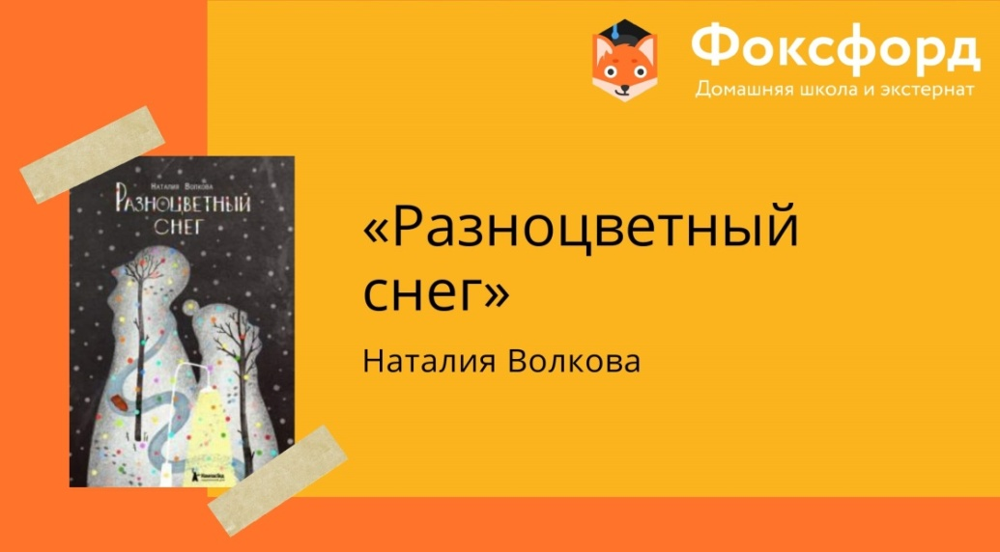 Фоксфорд
Домашняя школа и экстернат
Наталия Волкова
Разноцветный
снег
«Разноцветный
снег»
Наталия Волкова